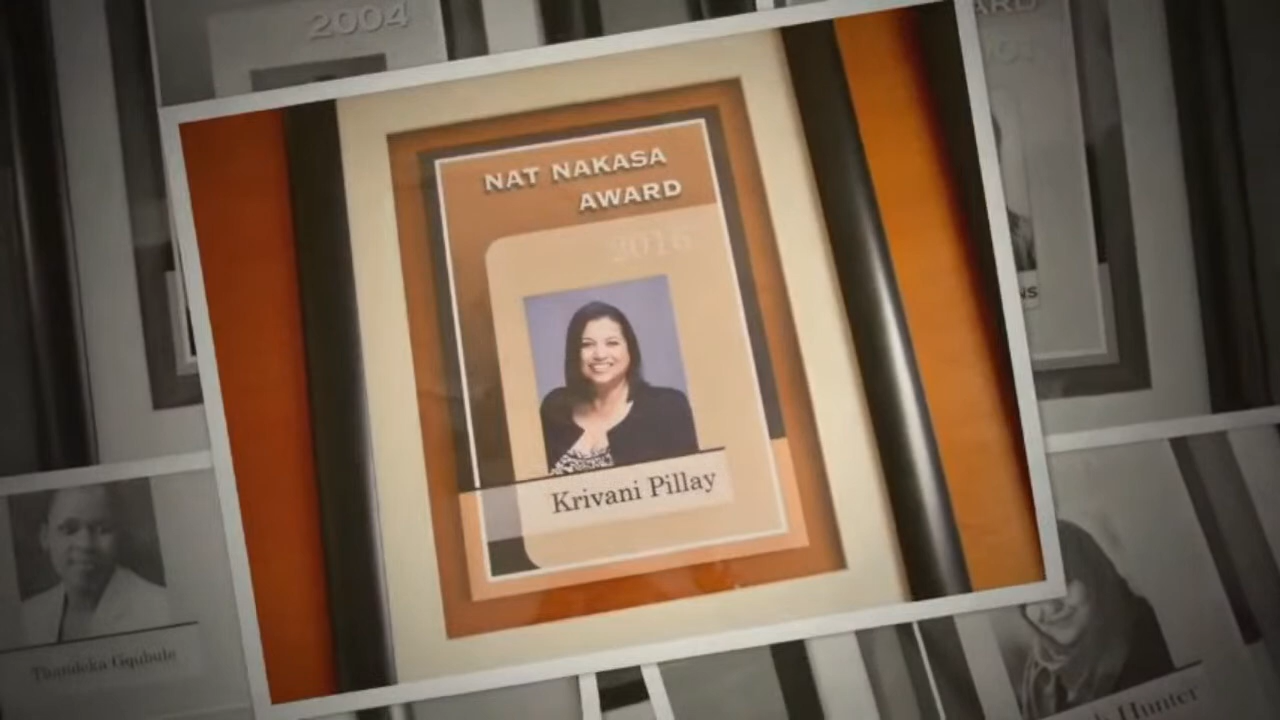 2004
NAT NAKASA
AWARD
2016
Krivani Pillay
Thandeka Gqubule
Hunter